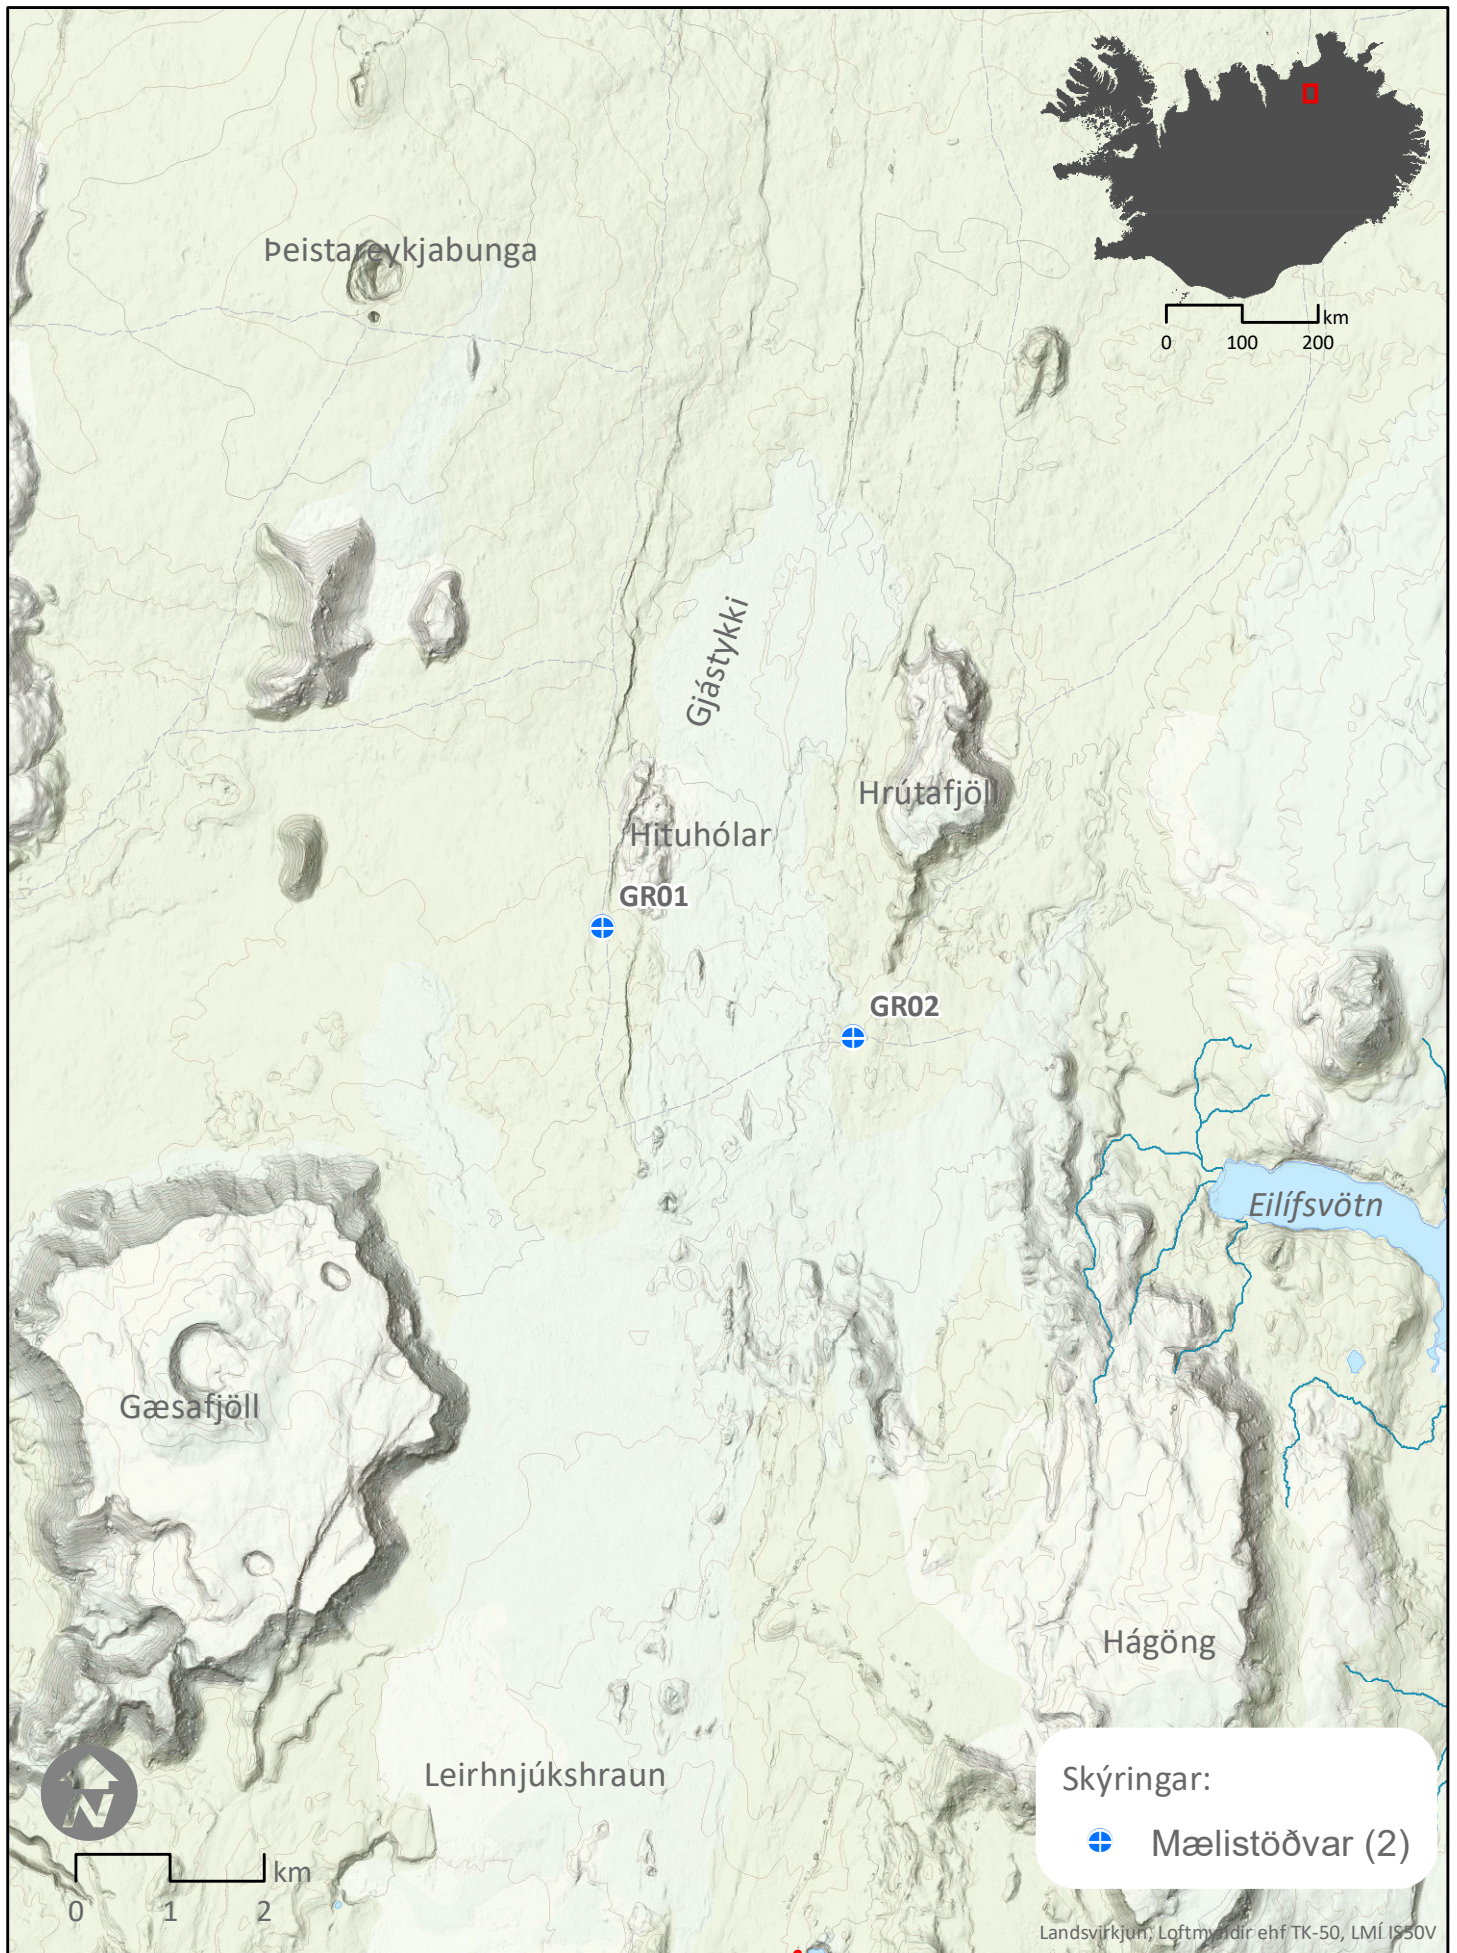 Þeistareykjabunga
km
0 100 200
Gjástykki
Hrútafjöll
Hituhólar
GR01
GR02
Eilífsvötn
Gæsafjöll
Hágöng
Leirhnjúkshraun
Skýringar:
Mælistöðvar (2)
N
km
0 1 2
Landsvirkjun, Loftmyndir ehf TK-50, LMÍ IS50V